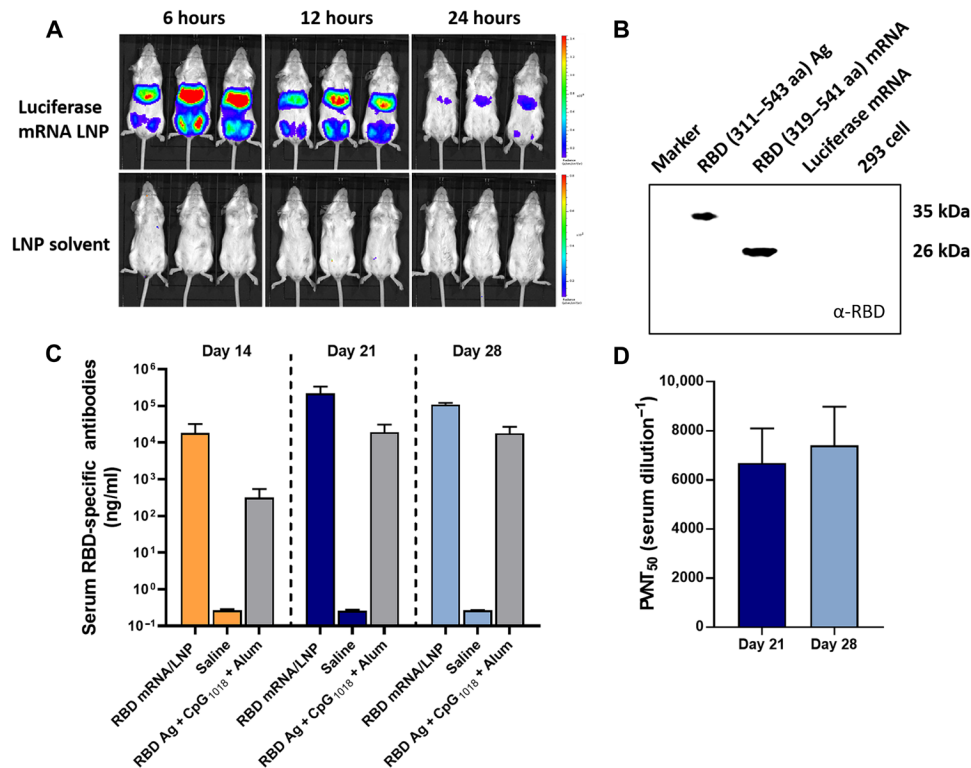 A
6 hours
12 hours
24 hours
Luciferase
mRNA LNP
LNP solvent
B
Marker
RBD (311–543 aa) Ag
RBD (319–541 aa) mRNA
Luciferase mRNA
293 cell
35 kDa
26 kDa
α-RBD
C
Day 14
Day 21
Day 28
Serum RBD-specific antibodies
(ng/ml)
10⁶
10⁵
10⁴
10³
10²
10¹
10⁰
10⁻¹
RBD mRNA/LNP
Saline
RBD Ag + CpG₁₀₁₈ + Alum
RBD mRNA/LNP
Saline
RBD Ag + CpG₁₀₁₈ + Alum
RBD mRNA/LNP
Saline
RBD Ag + CpG₁₀₁₈ + Alum
D
PVNT₅₀ (serum dilution⁻¹)
10,000
8000
6000
4000
2000
0
Day 21
Day 28